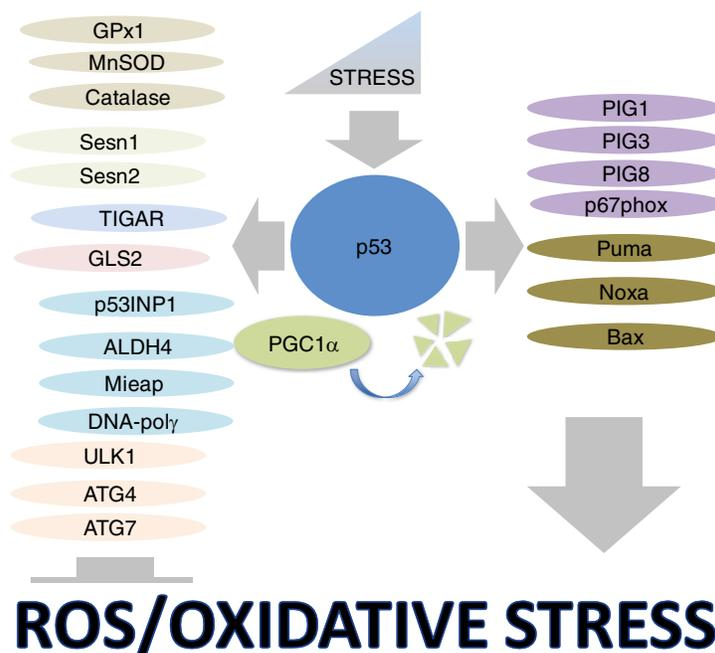 GPx1
MnSOD
Catalase
Sesn1
Sesn2
TIGAR
GLS2
p53INP1
ALDH4
Mieap
DNA-polγ
ULK1
ATG4
ATG7
STRESS
p53
PGC1α
PIG1
PIG3
PIG8
p67phox
Puma
Noxa
Bax
ROS/OXIDATIVE STRESS